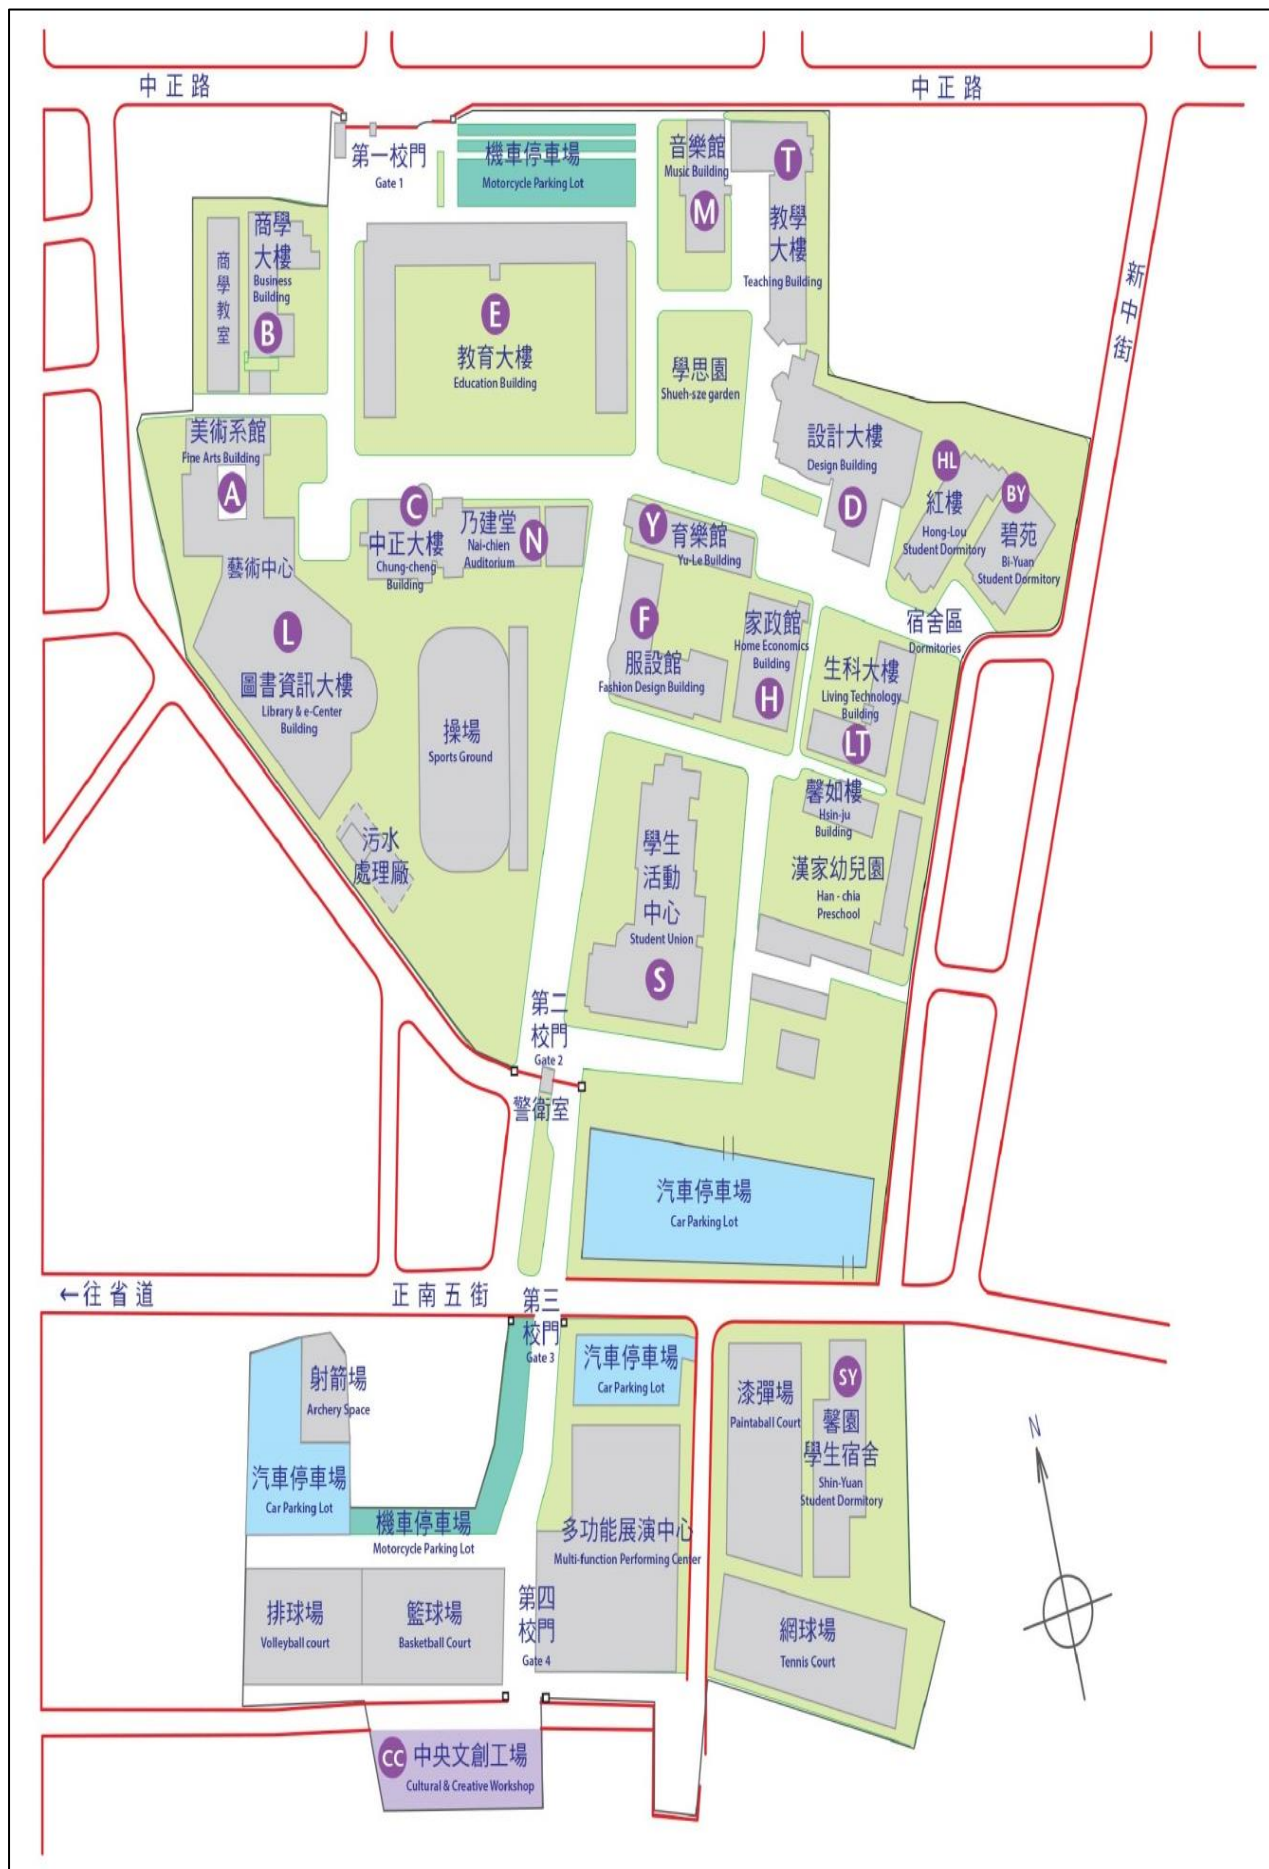 中正路
中正路
第一校門
Gate 1
機車停車場
Motorcycle Parking Lot
音樂館
Music Building
M
T
教學
大樓
Teaching Building
新中街
商學
大樓
Business
Building
B
商學教室
E
教育大樓
Education Building
學思園
Shueh-sze garden
設計大樓
Design Building
D
HL
紅樓
Hong-Lou
Student Dormitory
BY
碧苑
Bi-Yuan
Student Dormitory
美術系館
Fine Arts Building
A
藝術中心
C
中正大樓
Chung-cheng
Building
乃建堂
Nai-chien
Auditorium
N
Y
育樂館
Yu-Le Building
宿舍區
Dormitories
L
圖書資訊大樓
Library & e-Center
Building
F
服設館
Fashion Design Building
家政館
Home Economics
Building
H
生科大樓
Living Technology
Building
LT
操場
Sports Ground
馨如樓
Hsin-ju
Building
污水
處理廠
學生
活動
中心
Student Union
S
漢家幼兒園
Han - chia
Preschool
第二
校門
Gate 2
警衛室
汽車停車場
Car Parking Lot
←往省道
正南五街
第三
校門
Gate 3
汽車停車場
Car Parking Lot
射箭場
Archery Space
漆彈場
Paintaball Court
SY
馨園
學生宿舍
Shin-Yuan
Student Dormitory
N
汽車停車場
Car Parking Lot
機車停車場
Motorcycle Parking Lot
多功能展演中心
Multi-function Performing Center
排球場
Volleyball court
籃球場
Basketball Court
第四
校門
Gate 4
網球場
Tennis Court
CC
中央文創工場
Cultural & Creative Workshop